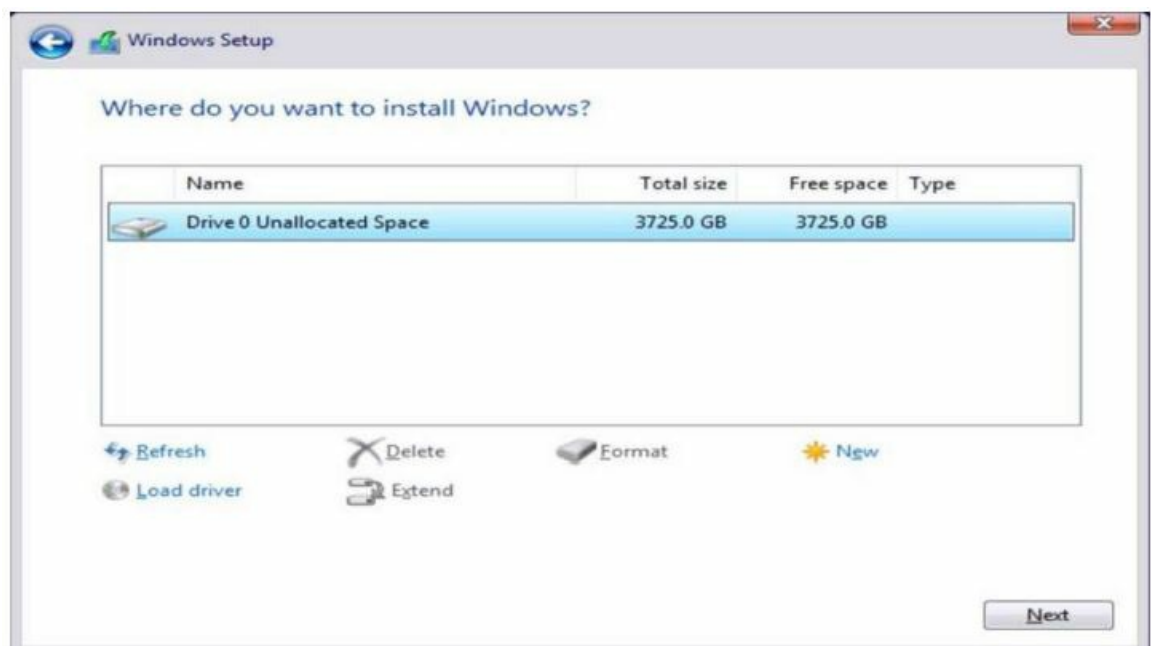 Windows Setup
Where do you want to install Windows?
Name Total size Free space Type
Drive 0 Unallocated Space 3725.0 GB 3725.0 GB
Refresh Delete Format New
Load driver Extend
Next